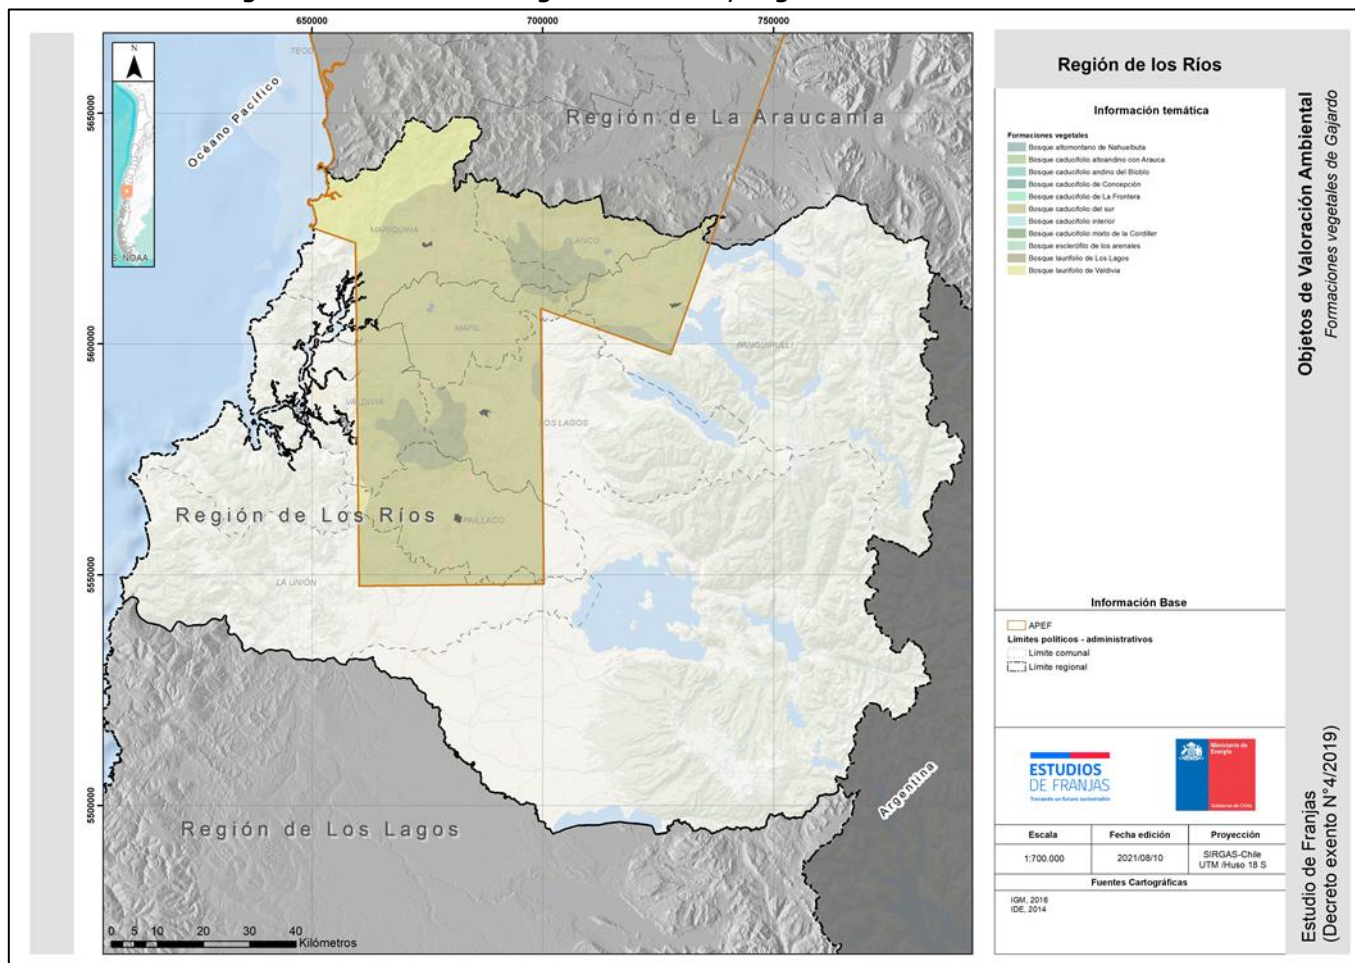 650000
700000
750000
5650000
5600000
5550000
5500000
N
S, NOAA
Océano Pacífico
Región de La Araucanía
MARIQUINA
LANCO
MÁFIL
PANGUIPULLI
VALDIVIA
LOS LAGOS
Región de Los Ríos
PAILLACO
LA UNIÓN
Región de Los Lagos
Argentina
0 5 10 20 30 40
Kilómetros
Región de los Ríos
Información temática
Formaciones vegetales
Bosque altomontano de Nahuelbuta
Bosque caducifolio altoandino con Arauca
Bosque caducifolio andino del Biobío
Bosque caducifolio de Concepción
Bosque caducifolio de La Frontera
Bosque caducifolio del sur
Bosque caducifolio interior
Bosque caducifolio mixto de la Cordiller
Bosque esclerófilo de los arenales
Bosque laurifolio de Los Lagos
Bosque laurifolio de Valdivia
Información Base
APEF
Límites políticos - administrativos
Límite comunal
Límite regional
ESTUDIOS
DE FRANJAS
Trazando un futuro sustentable
Ministerio de
Energía
Gobierno de Chile
Escala
Fecha edición
Proyección
1:700.000
2021/08/10
SIRGAS-Chile
UTM /Huso 18 S
Fuentes Cartográficas
IGM, 2016
IDE, 2014
Objetos de Valoración Ambiental
Formaciones vegetales de Gajardo
Estudio de Franjas
(Decreto exento N°4/2019)